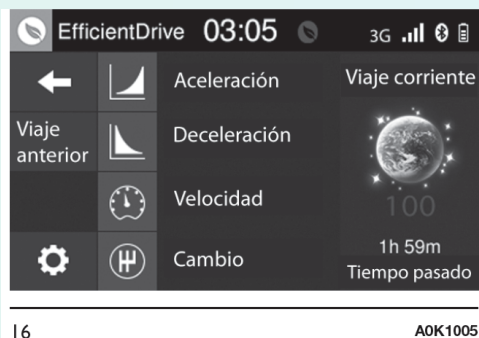 EfficientDrive 03:05 3G
Aceleración
Viaje corriente
Viaje
anterior
Deceleración
Velocidad
100
Cambio
1h 59m
Tiempo pasado
16
A0K1005